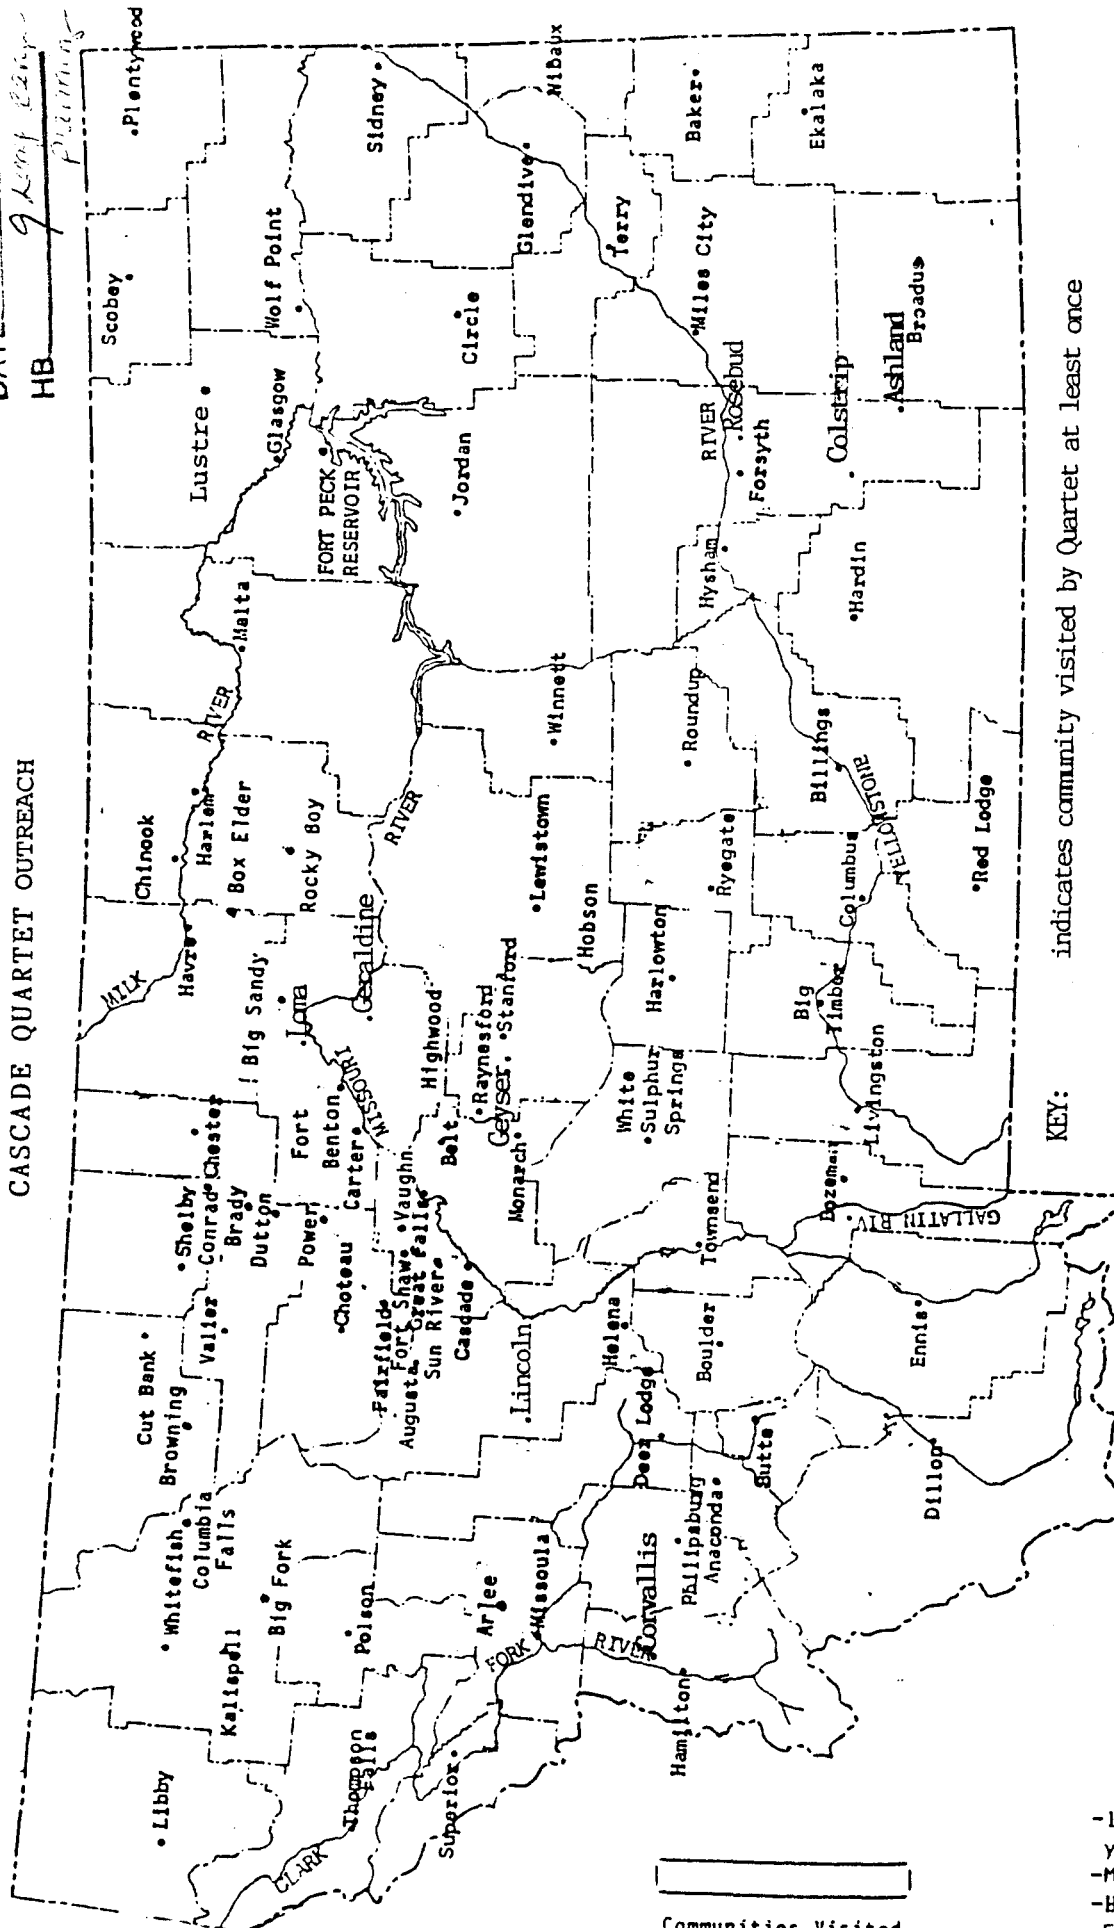 CASCADE QUARTET OUTREACH
HB
9 Long Range
Planning
Plentywood
Scobey
Lustre
Chinook
MILK
Havre
Harlem
RIVER
Malta
Glasgow
Wolf Point
Sidney
Libby
Whitefish
Columbia
Falls
Kalispell
Cut Bank
Browning
Shelby
Conrad
Chester
Valier
Brady
Dutton
Big Sandy
Box Elder
Rocky Boy
Big Fork
Polson
Choteau
Power
Fort
Benton
Carter
Loma
Geraldine
MISSOURI
RIVER
FORT PECK
RESERVOIR
Circle
Jordan
Glendive
Wibaux
Thompson
Falls
CLARK
Superior
FORK
Arlee
Missoula
Fairfield
Fort Shaw
Vaughn
Augusta
Great Falls
Sun River
Cascade
Belt
Highwood
Raynesford
Geyser
Stanford
Monarch
Lincoln
Hobson
Lewistown
Winnett
Terry
Miles City
Baker
Ekalaka
RIVER
Corvallis
Hamilton
Philipsburg
Anaconda
Deer Lodge
Helena
Boulder
Butte
Townsend
White
Sulphur
Springs
Harlowton
Ryegate
Roundup
Hysham
RIVER
Rosebud
Forsyth
Colstrip
Ashland
Broadus
Dillon
Ennis
Bozeman
GALLATIN RIV.
Livingston
Big
Timber
Columbus
YELLOWSTONE
Billings
Hardin
Red Lodge
KEY:
indicates community visited by Quartet at least once
Communities Visited